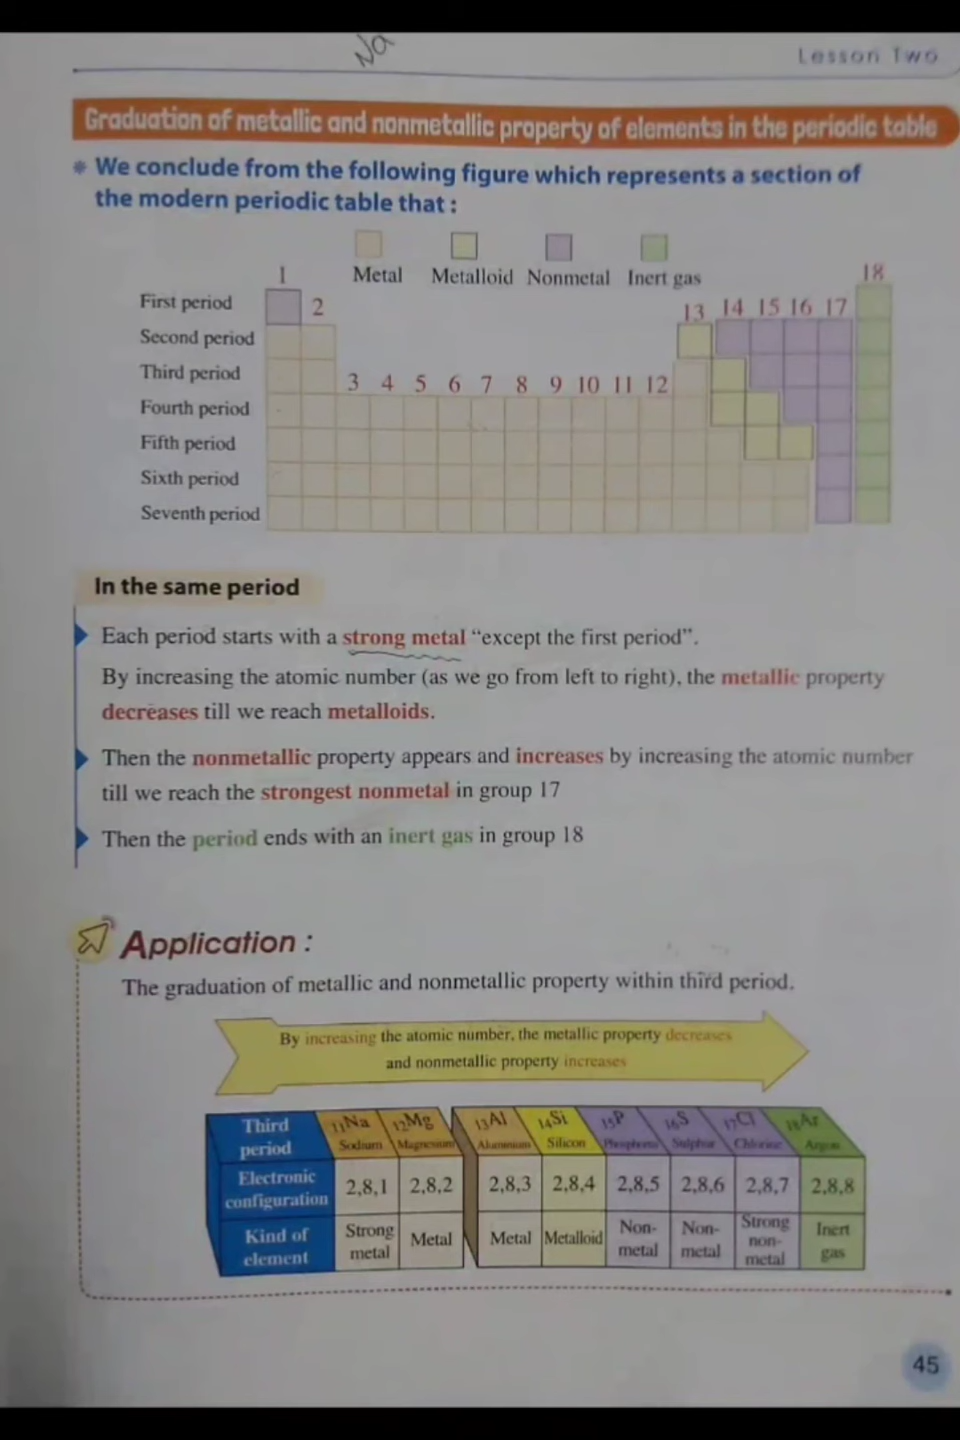 Na
Lesson Two
Graduation of metallic and nonmetallic property of elements in the periodic table
* We conclude from the following figure which represents a section of
the modern periodic table that :
Metal Metalloid Nonmetal Inert gas
1 18
First period 2 13 14 15 16 17
Second period
Third period 3 4 5 6 7 8 9 10 11 12
Fourth period
Fifth period
Sixth period
Seventh period
In the same period
Each period starts with a strong metal “except the first period”.
By increasing the atomic number (as we go from left to right), the metallic property
decreases till we reach metalloids.
Then the nonmetallic property appears and increases by increasing the atomic number
till we reach the strongest nonmetal in group 17
Then the period ends with an inert gas in group 18
Application :
The graduation of metallic and nonmetallic property within third period.
By increasing the atomic number, the metallic property decreases
and nonmetallic property increases
Third period 11Na Sodium 12Mg Magnesium 13Al Aluminium 14Si Silicon 15P Phosphorus 16S Sulphur 17Cl Chlorine 18Ar Argon
Electronic configuration 2,8,1 2,8,2 2,8,3 2,8,4 2,8,5 2,8,6 2,8,7 2,8,8
Kind of element Strong metal Metal Metal Metalloid Non-metal Non-metal Strong non-metal Inert gas
45